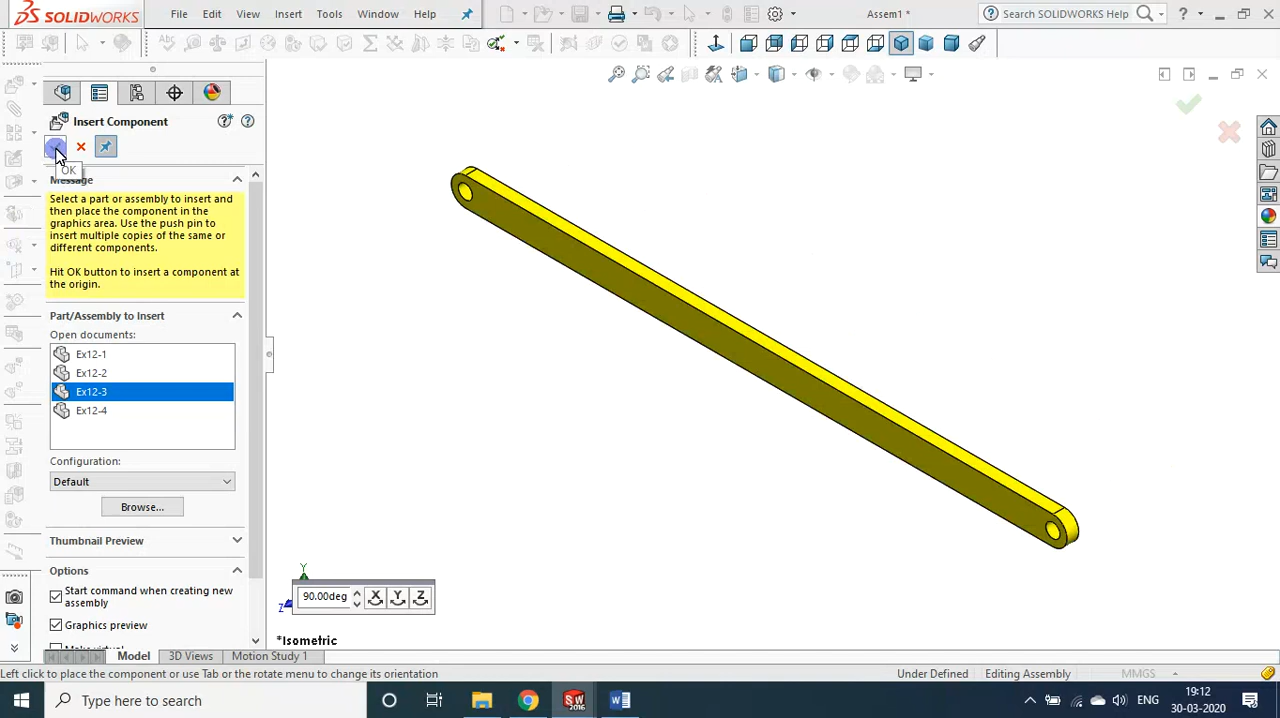 SOLIDWORKS
File Edit View Insert Tools Window Help
Assem1 *
Search SOLIDWORKS Help
Insert Component
OK
Message
Select a part or assembly to insert and
then place the component in the
graphics area. Use the push pin to
insert multiple copies of the same or
different components.
Hit OK button to insert a component at
the origin.
Part/Assembly to Insert
Open documents:
Ex12-1
Ex12-2
Ex12-3
Ex12-4
Configuration:
Default
Browse...
Thumbnail Preview
Options
Start command when creating new
assembly
Graphics preview
Y
Z
90.00deg
X Y Z
*Isometric
Model 3D Views Motion Study 1
Left click to place the component or use Tab or the rotate menu to change its orientation
Under Defined Editing Assembly MMGS
Type here to search
SW
2016
W
ENG
19:12
30-03-2020